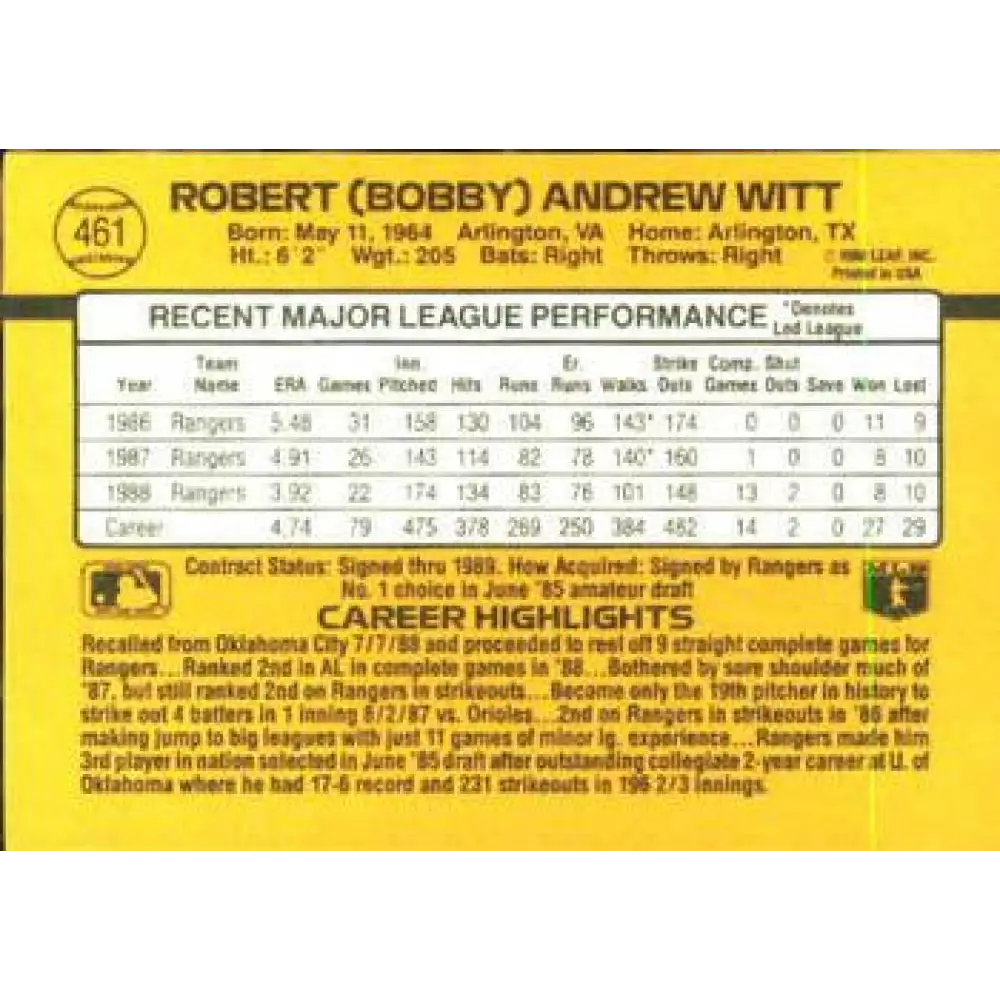 461
ROBERT (BOBBY) ANDREW WITT
Born: May 11, 1964 Arlington, VA Home: Arlington, TX
Ht.: 6'2" Wgt.: 205 Bats: Right Throws: Right
LEAF, INC.
Printed in USA
RECENT MAJOR LEAGUE PERFORMANCE *Denotes
Led League
Team Inn. Er. Strike Comp. Shut
Year Name ERA Games Pitched Hits Runs Runs Walks Outs Games Outs Save Won Lost
1986 Rangers 5.48 31 158 130 104 96 143* 174 0 0 0 11 9
1987 Rangers 4.91 26 143 114 82 78 140* 160 1 0 0 8 10
1988 Rangers 3.92 22 174 134 83 76 101 148 13 2 0 8 10
Career 4.74 79 475 378 269 250 384 482 14 2 0 27 29
Contract Status: Signed thru 1989. How Acquired: Signed by Rangers as
No. 1 choice in June '85 amateur draft
CAREER HIGHLIGHTS
Recalled from Oklahoma City 7/7/88 and proceeded to reel off 9 straight complete games for
Rangers...Ranked 2nd in AL in complete games in '88...Bothered by sore shoulder much of
'87, but still ranked 2nd on Rangers in strikeouts...Became only the 19th pitcher in history to
strike out 4 batters in 1 inning 8/2/87 vs. Orioles...2nd on Rangers in strikeouts in '86 after
making jump to big leagues with just 11 games of minor lg. experience...Rangers made him
3rd player in nation selected in June '85 draft after outstanding collegiate 2-year career at U. of
Oklahoma where he had 17-6 record and 231 strikeouts in 196 2/3 innings.